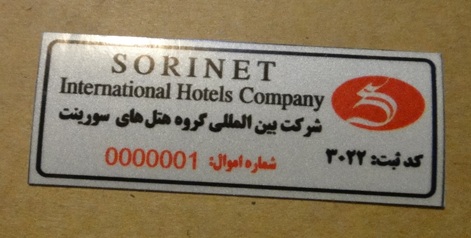 SORINET
International Hotels Company
شرکت بین المللی گروه هتل های سورینت
کد ثبت: ۳۰۲۲
شماره اموال: 0000001